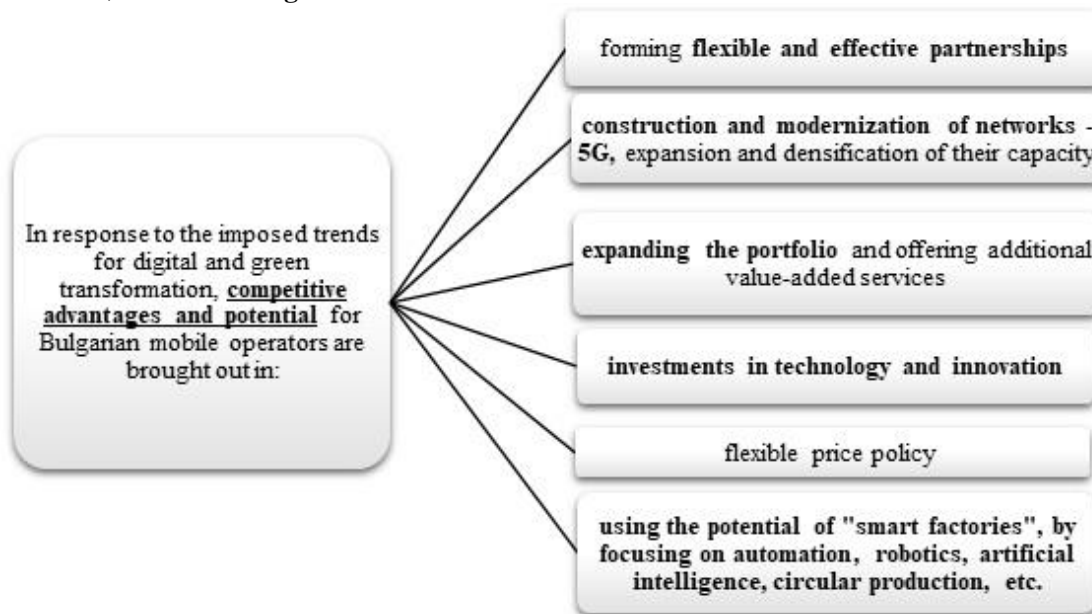 In response to the imposed trends
for digital and green
transformation, competitive
advantages and potential for
Bulgarian mobile operators are
brought out in:
forming flexible and effective partnerships
construction and modernization of networks -
5G, expansion and densification of their capacity
expanding the portfolio and offering additional
value-added services
investments in technology and innovation
flexible price policy
using the potential of "smart factories", by
focusing on automation, robotics, artificial
intelligence, circular production, etc.